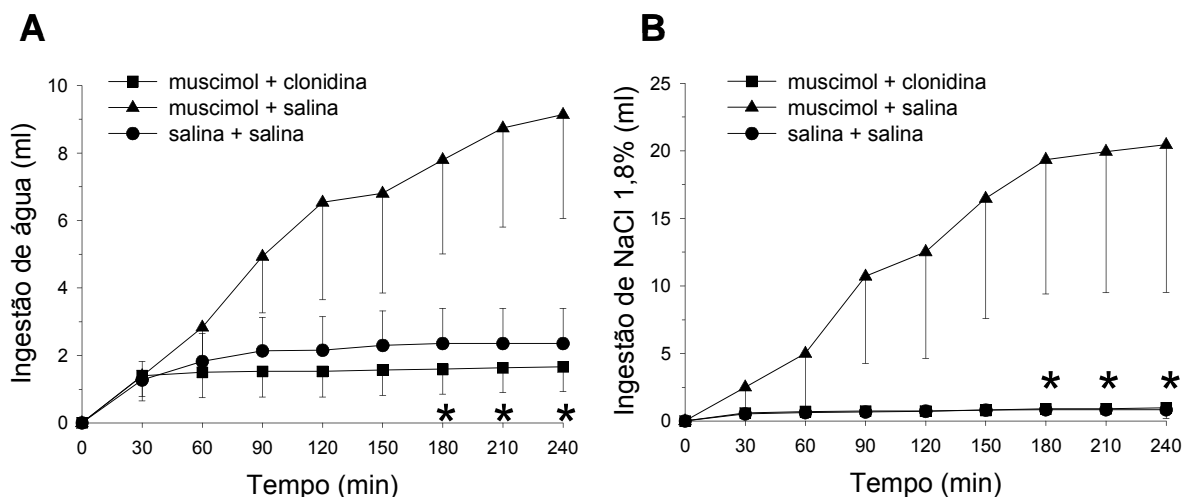 A
muscimol + clonidina
muscimol + salina
salina + salina
Ingestão de água (ml)
10
8
6
4
2
0
* * *
0 30 60 90 120 150 180 210 240
Tempo (min)
B
muscimol + clonidina
muscimol + salina
salina + salina
Ingestão de NaCl 1,8% (ml)
25
20
15
10
5
0
* * *
0 30 60 90 120 150 180 210 240
Tempo (min)